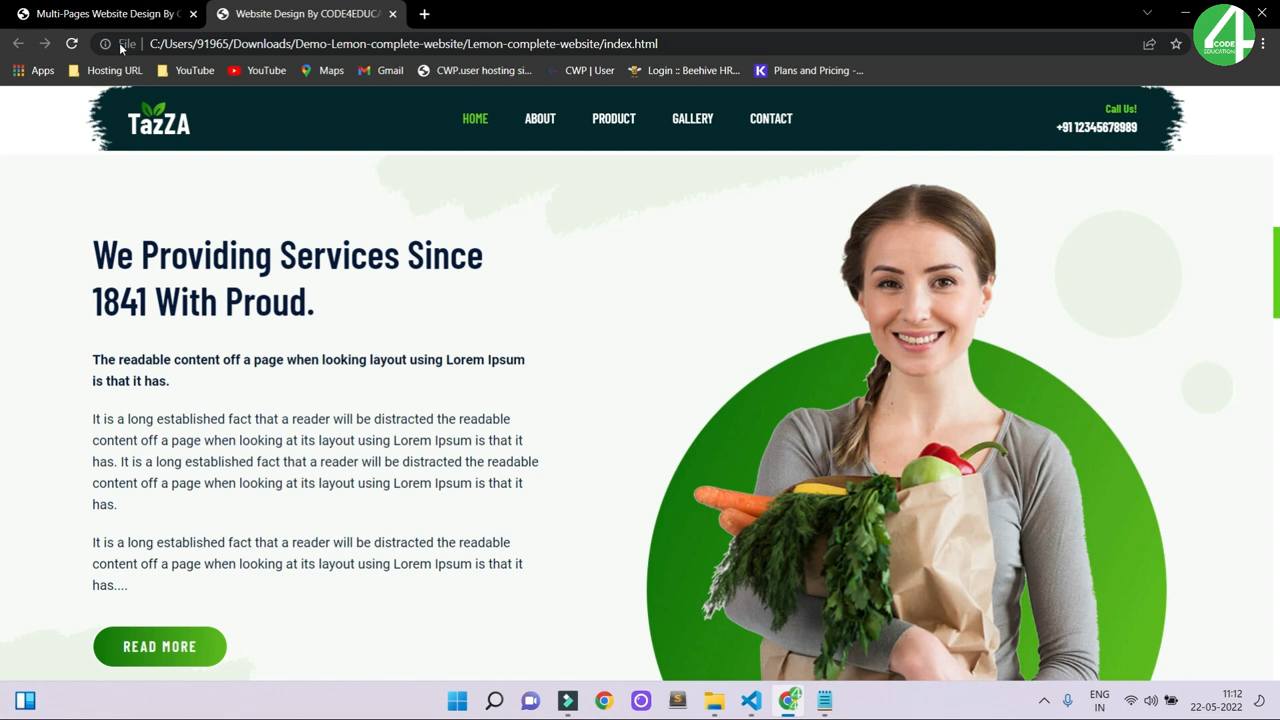 Multi-Pages Website Design By C
Website Design By CODE4EDUCA
File
C:/Users/91965/Downloads/Demo-Lemon-complete-website/Lemon-complete-website/index.html
4
CODE
EDUCATION
Apps
Hosting URL
YouTube
YouTube
Maps
Gmail
CWP.user hosting si...
CWP | User
Login :: Beehive HR...
Plans and Pricing -...
TazZA
HOME
ABOUT
PRODUCT
GALLERY
CONTACT
Call Us!
+91 12345678989
We Providing Services Since
1841 With Proud.
The readable content off a page when looking layout using Lorem Ipsum
is that it has.
It is a long established fact that a reader will be distracted the readable
content off a page when looking at its layout using Lorem Ipsum is that it
has. It is a long established fact that a reader will be distracted the readable
content off a page when looking at its layout using Lorem Ipsum is that it
has.
It is a long established fact that a reader will be distracted the readable
content off a page when looking at its layout using Lorem Ipsum is that it
has....
READ MORE
ENG
IN
11:12
22-05-2022